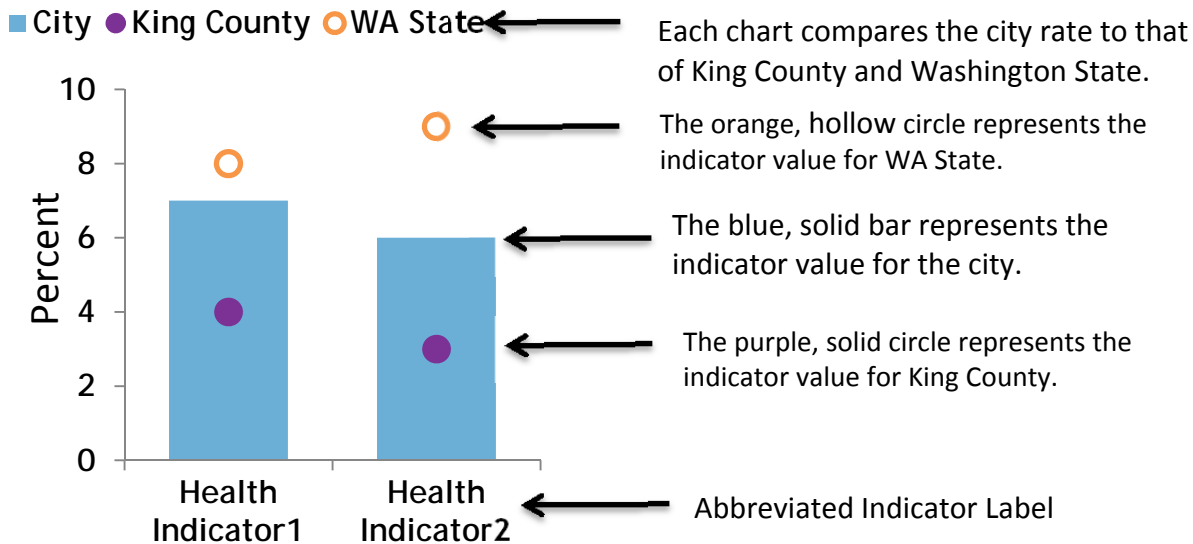 City King County WA State
Each chart compares the city rate to that
of King County and Washington State.
10
The orange, hollow circle represents the
indicator value for WA State.
8
Percent
6
The blue, solid bar represents the
indicator value for the city.
4
The purple, solid circle represents the
indicator value for King County.
2
0
Health
Indicator1
Health
Indicator2
Abbreviated Indicator Label